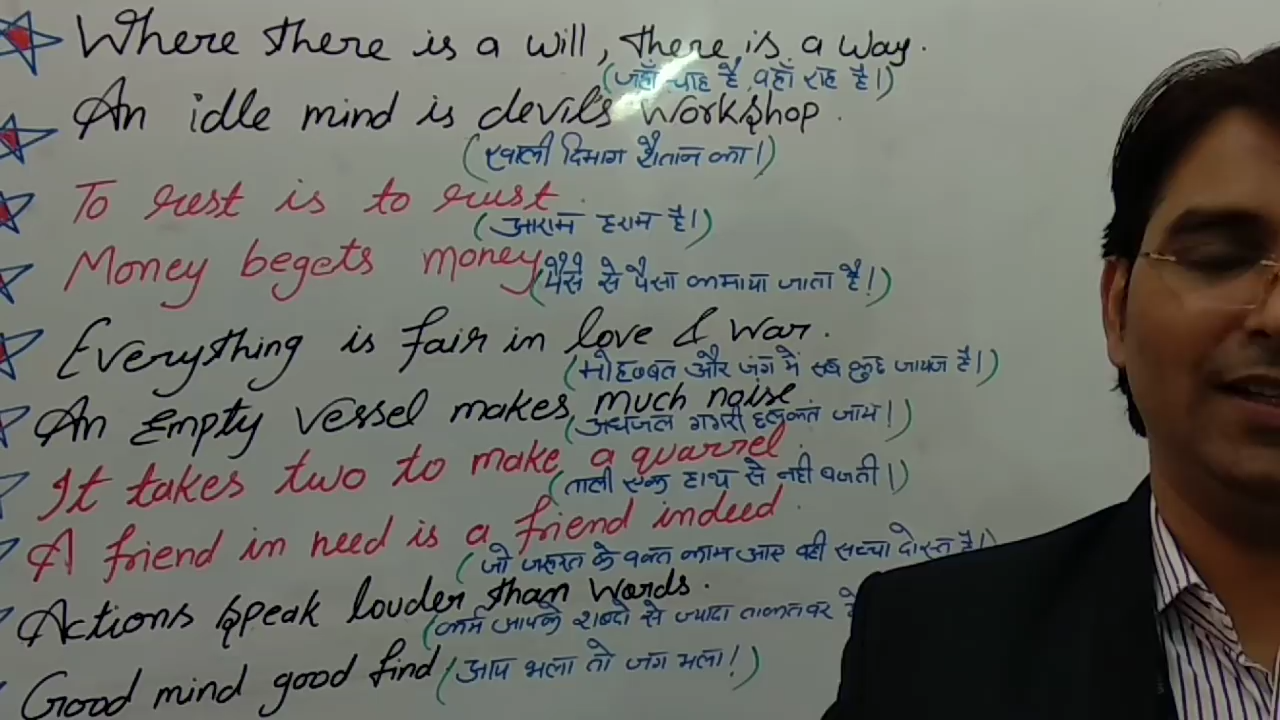 Where there is a will, there is a way.
(जहाँ चाह है, वहाँ राह है।)
An idle mind is devil's workshop.
(खाली दिमाग शैतान का।)
To rest is to rust.
(आराम हराम है।)
Money begets money
(पैसे से पैसा कमाया जाता है!)
Everything is fair in love & war.
(मोहब्बत और जंग में सब कुछ जायज है।)
An Empty vessel makes much noise
(अधजल गगरी छलकत जाय!)
It takes two to make a quarrel.
(ताली एक हाथ से नही बजती।)
A friend in need is a friend indeed.
(जो जरुरत के वक्त काम आए वही सच्चा दोस्त है।)
Actions speak louder than words.
(कर्म आपके शब्दो से ज्यादा ताकतवर
Good mind good find (आप भला तो जग भला!)